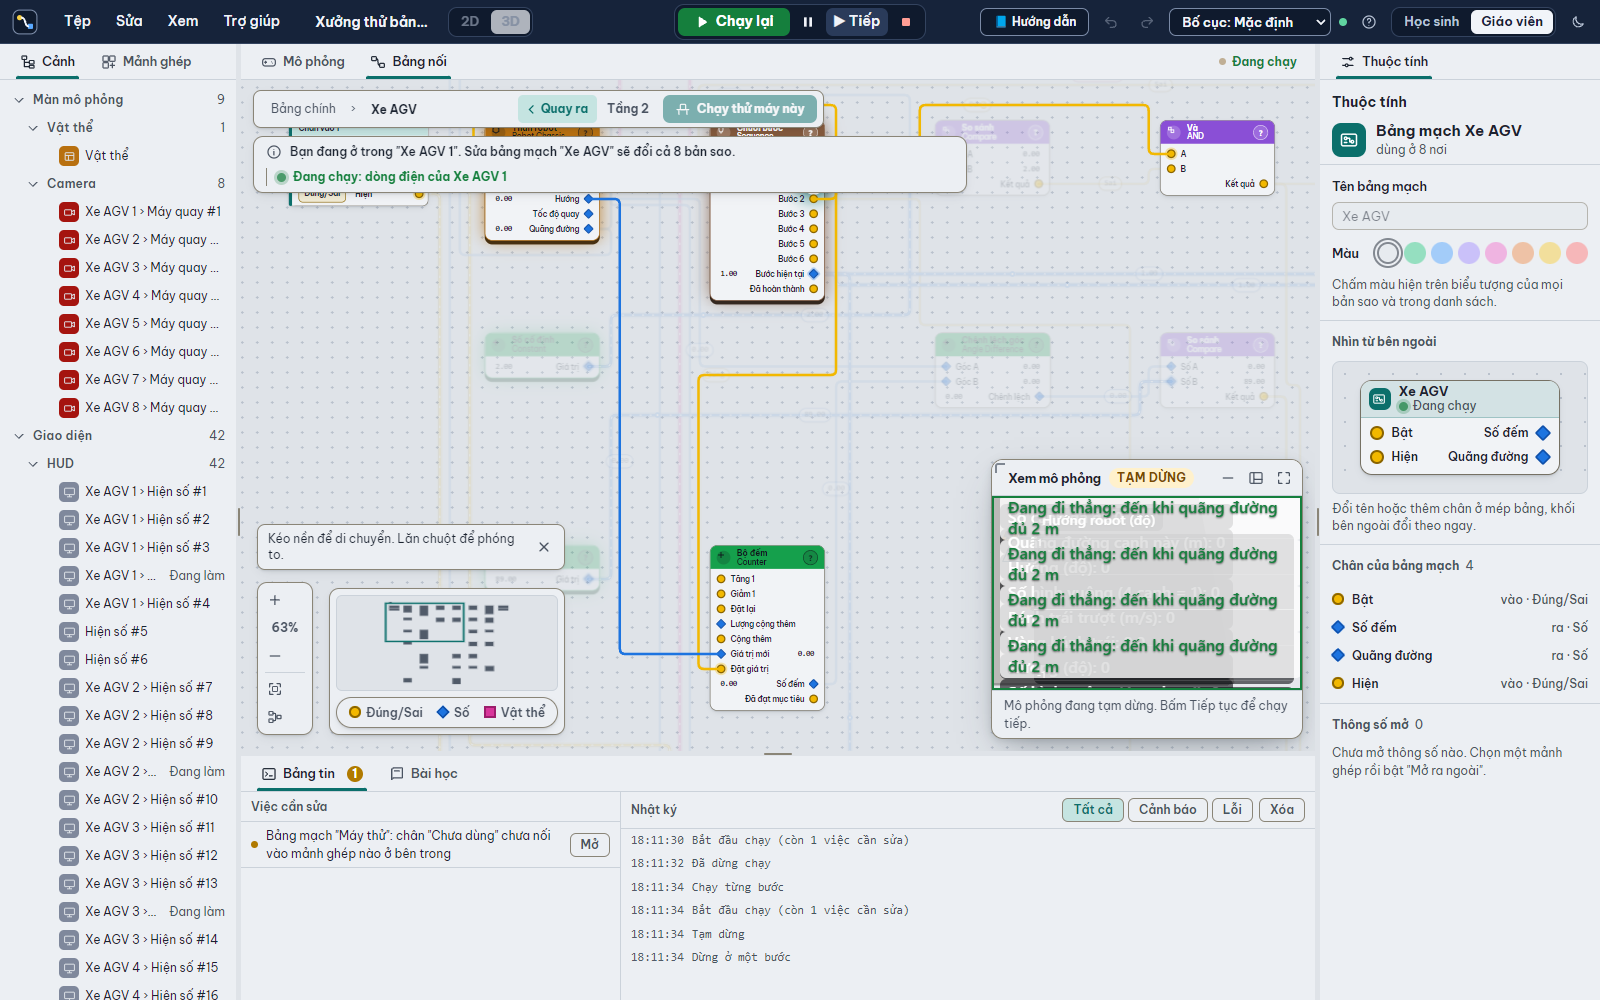 Tệp Sửa Xem Trợ giúp Xưởng thử bản... 2D 3D Chạy lại Tiếp Hướng dẫn Bố cục: Mặc định Học sinh Giáo viên
Cảnh Mảnh ghép
Màn mô phỏng 9
Vật thể 1
Vật thể
Camera 8
Xe AGV 1 › Máy quay #1
Xe AGV 2 › Máy quay ...
Xe AGV 3 › Máy quay ...
Xe AGV 4 › Máy quay ...
Xe AGV 5 › Máy quay ...
Xe AGV 6 › Máy quay ...
Xe AGV 7 › Máy quay ...
Xe AGV 8 › Máy quay ...
Giao diện 42
HUD 42
Xe AGV 1 › Hiện số #1
Xe AGV 1 › Hiện số #2
Xe AGV 1 › Hiện số #3
Xe AGV 1 › ... Đang làm
Xe AGV 1 › Hiện số #4
Hiện số #5
Hiện số #6
Xe AGV 2 › Hiện số #7
Xe AGV 2 › Hiện số #8
Xe AGV 2 › Hiện số #9
Xe AGV 2 ›... Đang làm
Xe AGV 2 › Hiện số #10
Xe AGV 3 › Hiện số #11
Xe AGV 3 › Hiện số #12
Xe AGV 3 › Hiện số #13
Xe AGV 3 ›... Đang làm
Xe AGV 3 › Hiện số #14
Xe AGV 4 › Hiện số #15
Xe AGV 4 › Hiện số #16
Mô phỏng Bảng nối Đang chạy
Bảng chính › Xe AGV Quay ra Tầng 2 Chạy thử máy này
Bạn đang ở trong "Xe AGV 1". Sửa bảng mạch "Xe AGV" sẽ đổi cả 8 bản sao.
Đang chạy: dòng điện của Xe AGV 1
0.00 Hướng
Tốc độ quay
0.00 Quãng đường
Bước 2
Bước 3
Bước 4
Bước 5
Bước 6
1.00 Bước hiện tại
Đã hoàn thành
Và
AND
A
B
Kết quả
So sánh
Compare
Góc A
Góc B
Số A
Số B
Kết quả
2.00 Giá trị
Bộ đếm
Counter
Tăng 1
Giảm 1
Đặt lại
Lượng cộng thêm
Cộng thêm
Giá trị mới 0.00
Đặt giá trị
0.00 Số đếm
Đã đạt mục tiêu
Kéo nền để di chuyển. Lăn chuột để phóng
to.
63%
Đúng/Sai Số Vật thể
Xem mô phỏng TẠM DỪNG
Đang đi thẳng: đến khi quãng đường
đủ 2 m
Đang đi thẳng: đến khi quãng đường
đủ 2 m
Đang đi thẳng: đến khi quãng đường
đủ 2 m
Đang đi thẳng: đến khi quãng đường
đủ 2 m
Mô phỏng đang tạm dừng. Bấm Tiếp tục để chạy
tiếp.
Bảng tin 1 Bài học
Việc cần sửa
Bảng mạch "Máy thử": chân "Chưa dùng" chưa nối
vào mảnh ghép nào ở bên trong
Mở
Nhật ký Tất cả Cảnh báo Lỗi Xóa
18:11:30 Bắt đầu chạy (còn 1 việc cần sửa)
18:11:32 Đã dừng chạy
18:11:34 Chạy từng bước
18:11:34 Bắt đầu chạy (còn 1 việc cần sửa)
18:11:34 Tạm dừng
18:11:34 Dừng ở một bước
Thuộc tính
Thuộc tính
Bảng mạch Xe AGV
dùng ở 8 nơi
Tên bảng mạch
Xe AGV
Màu
Chấm màu hiện trên biểu tượng của mọi
bản sao và trong danh sách.
Nhìn từ bên ngoài
Xe AGV
Đang chạy
Bật Số đếm
Hiện Quãng đường
Đổi tên hoặc thêm chân ở mép bảng, khối
bên ngoài đổi theo ngay.
Chân của bảng mạch 4
Bật vào · Đúng/Sai
Số đếm ra · Số
Quãng đường ra · Số
Hiện vào · Đúng/Sai
Thông số mở 0
Chưa mở thông số nào. Chọn một mảnh
ghép rồi bật "Mở ra ngoài".